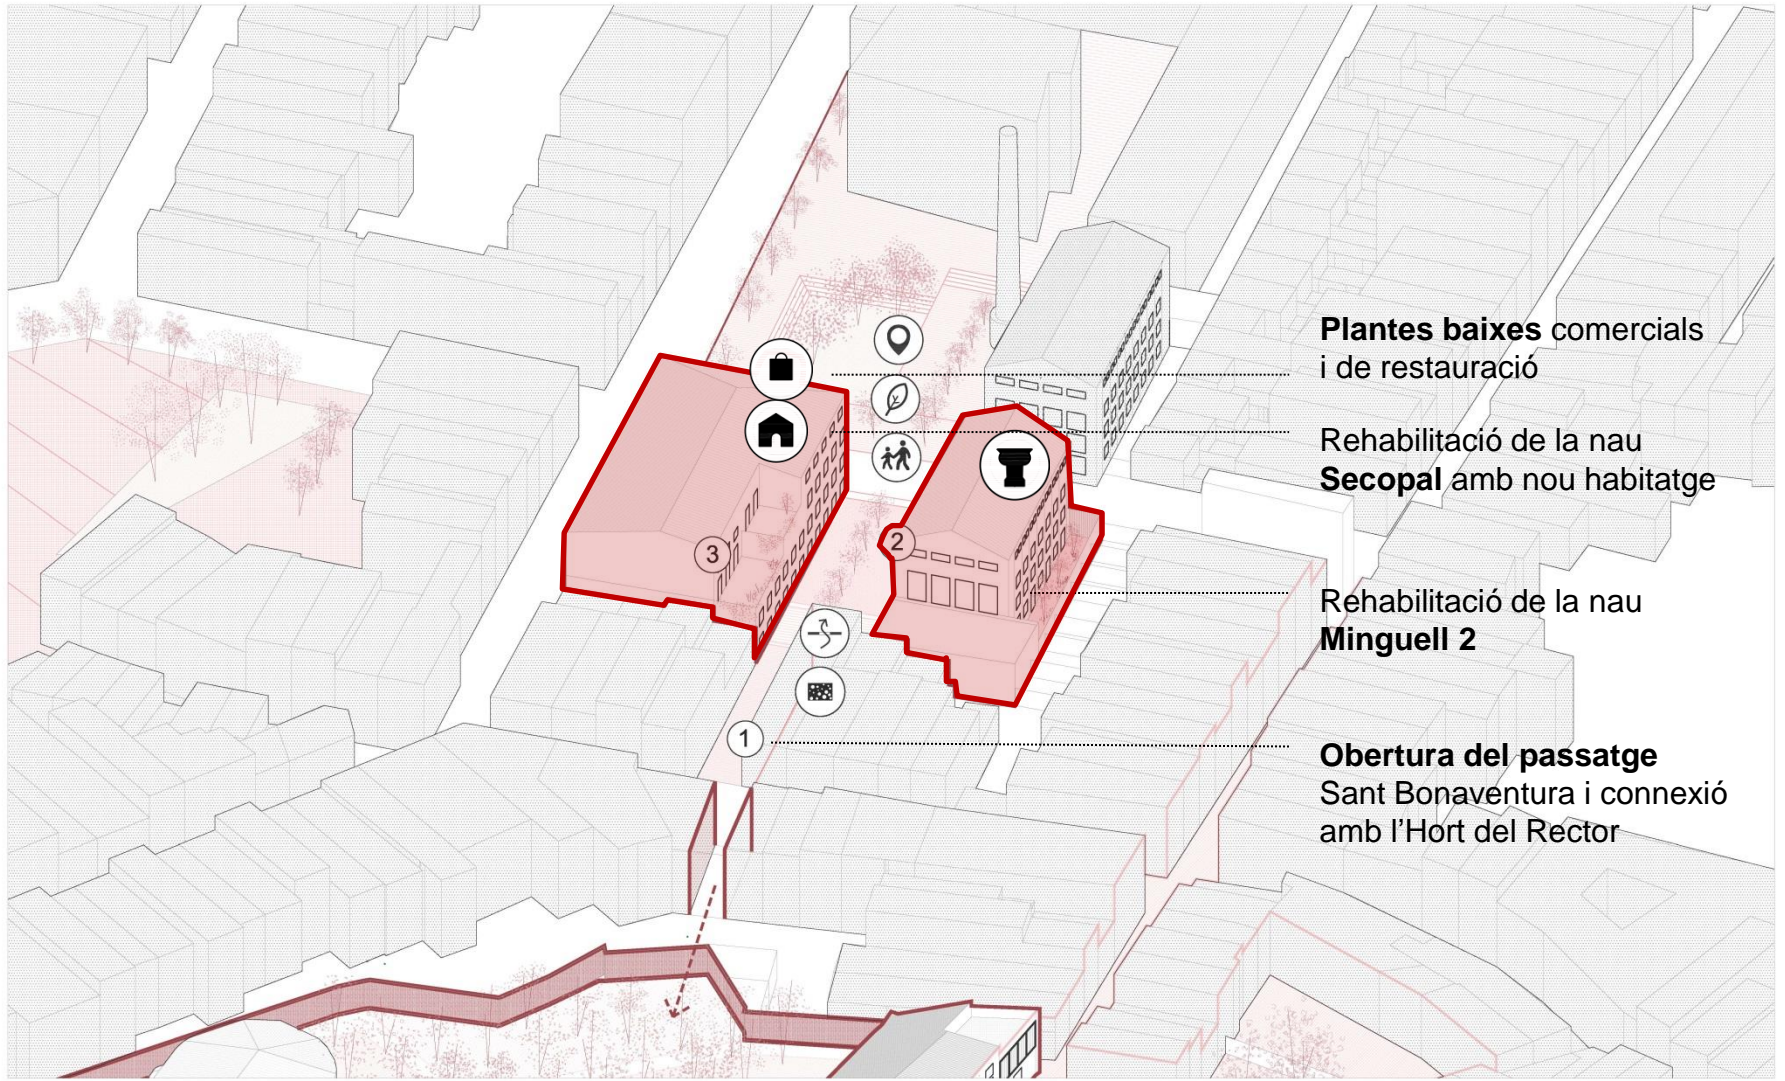 Plantes baixes comercials
i de restauració
Rehabilitació de la nau
Secopal amb nou habitatge
3
2
Rehabilitació de la nau
Minguell 2
1
Obertura del passatge
Sant Bonaventura i connexió
amb l'Hort del Rector